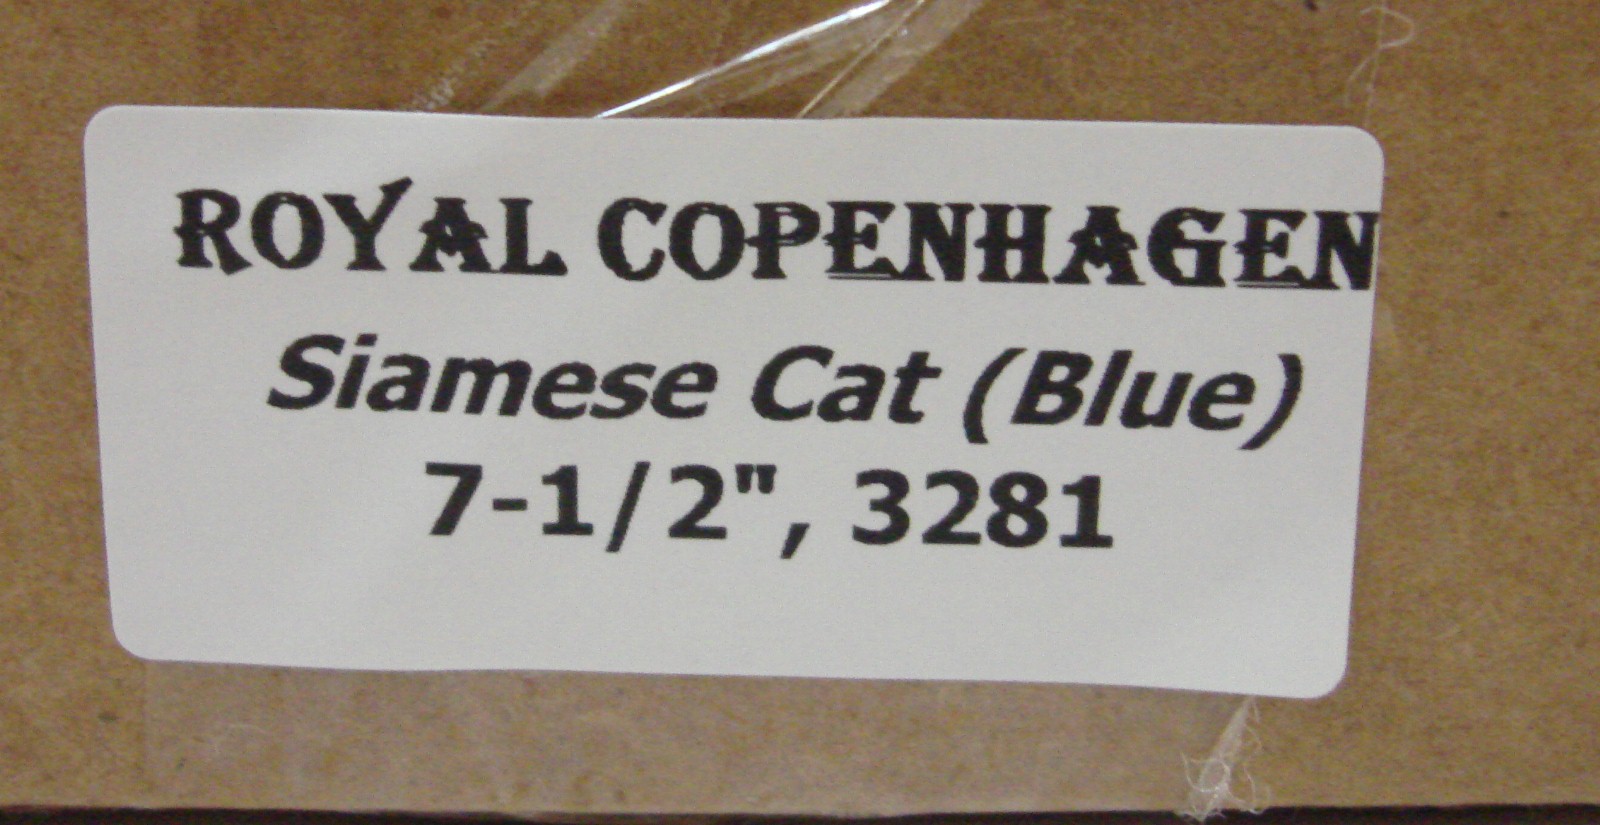 ROYAL COPENHAGEN
Siamese Cat (Blue)
7-1/2", 3281